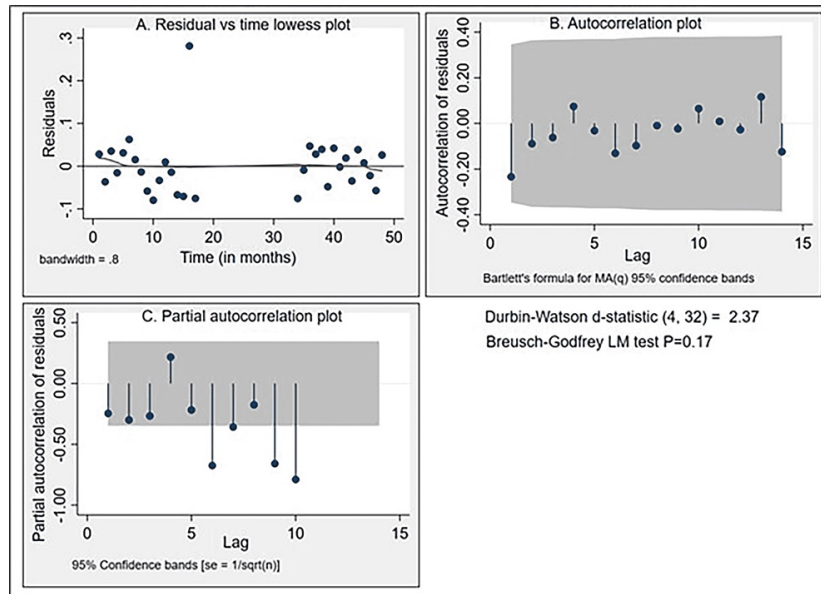 A. Residual vs time lowess plot
Residuals
.3
.2
.1
0
-.1
0 10 20 30 40 50
Time (in months)
bandwidth = .8
B. Autocorrelation plot
Autocorrelation of residuals
0.40
0.20
0.00
-0.20
-0.40
0 5 10 15
Lag
Bartlett's formula for MA(q) 95% confidence bands
C. Partial autocorrelation plot
Partial autocorrelation of residuals
0.50
0.00
-0.50
-1.00
0 5 10 15
Lag
95% Confidence bands [se = 1/sqrt(n)]
Durbin-Watson d-statistic (4, 32) = 2.37
Breusch-Godfrey LM test P=0.17